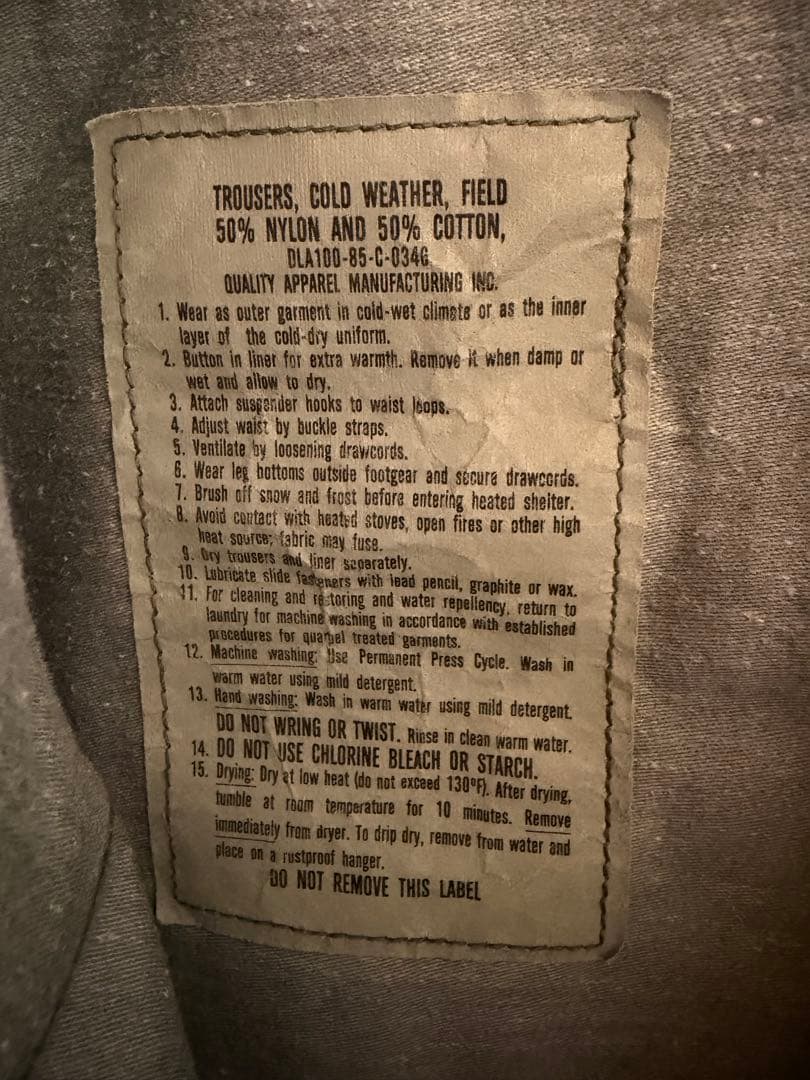 TROUSERS, COLD WEATHER, FIELD
50% NYLON AND 50% COTTON,
DLA100-85-C-0346
QUALITY APPAREL MANUFACTURING INC.
1. Wear as outer garment in cold-wet climate or as the inner
layer of the cold-dry uniform.
2. Button in liner for extra warmth. Remove it when damp or
wet and allow to dry.
3. Attach suspender hooks to waist loops.
4. Adjust waist by buckle straps.
5. Ventilate by loosening drawcords.
6. Wear leg bottoms outside footgear and secure drawcords.
7. Brush off snow and frost before entering heated shelter.
8. Avoid contact with heated stoves, open fires or other high
heat source; fabric may fuse.
9. Dry trousers and liner separately.
10. Lubricate slide fasteners with lead pencil, graphite or wax.
11. For cleaning and restoring and water repellency, return to
laundry for machine washing in accordance with established
procedures for quarpel treated garments.
12. Machine washing: Use Permanent Press Cycle. Wash in
warm water using mild detergent.
13. Hand washing: Wash in warm water using mild detergent.
DO NOT WRING OR TWIST. Rinse in clean warm water.
14. DO NOT USE CHLORINE BLEACH OR STARCH.
15. Drying: Dry at low heat (do not exceed 130°F). After drying,
tumble at room temperature for 10 minutes. Remove
immediately from dryer. To drip dry, remove from water and
place on a rustproof hanger.
DO NOT REMOVE THIS LABEL